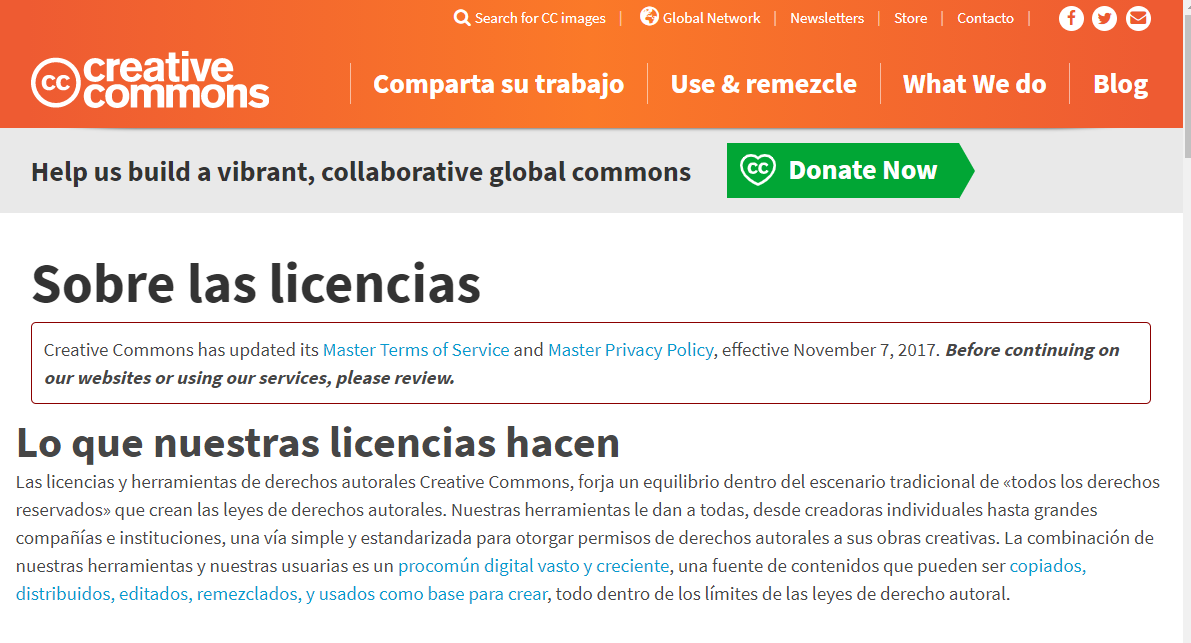 Search for CC images | Global Network | Newsletters | Store | Contacto |
cc creative commons
Comparta su trabajo Use & remezcle What We do Blog
Help us build a vibrant, collaborative global commons
cc Donate Now
Sobre las licencias
Creative Commons has updated its Master Terms of Service and Master Privacy Policy, effective November 7, 2017. Before continuing on
our websites or using our services, please review.
Lo que nuestras licencias hacen
Las licencias y herramientas de derechos autorales Creative Commons, forja un equilibrio dentro del escenario tradicional de «todos los derechos
reservados» que crean las leyes de derechos autorales. Nuestras herramientas le dan a todas, desde creadoras individuales hasta grandes
compañías e instituciones, una vía simple y estandarizada para otorgar permisos de derechos autorales a sus obras creativas. La combinación de
nuestras herramientas y nuestras usuarias es un procomún digital vasto y creciente, una fuente de contenidos que pueden ser copiados,
distribuidos, editados, remezclados, y usados como base para crear, todo dentro de los límites de las leyes de derecho autoral.